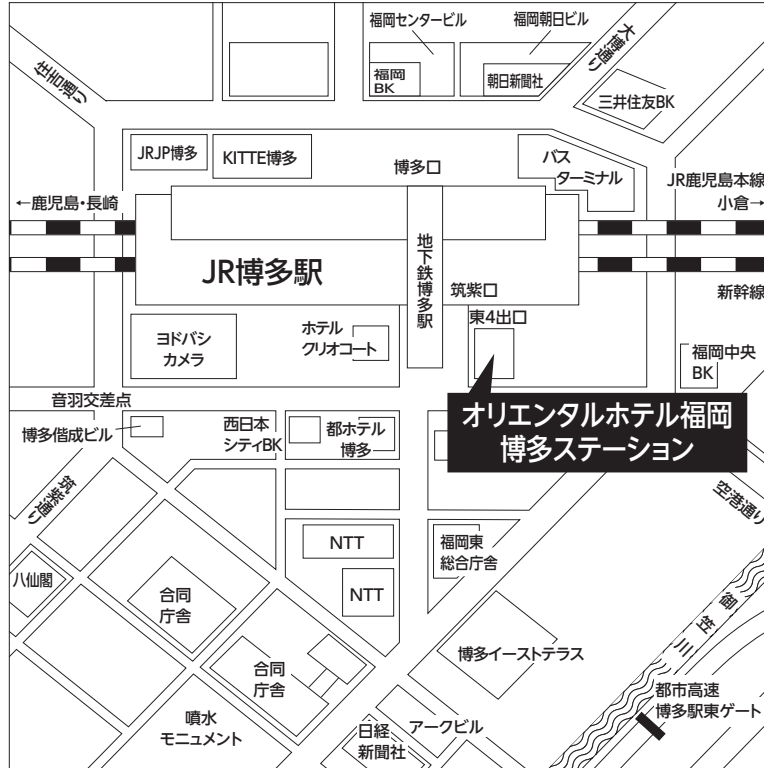 福岡センタービル
福岡朝日ビル
大博通り
住吉通り
福岡
BK
朝日新聞社
三井住友BK
JRJP博多
KITTE博多
博多口
バス
ターミナル
JR鹿児島本線
←鹿児島・長崎
小倉→
地下鉄博多駅
JR博多駅
筑紫口
新幹線
東4出口
ヨドバシ
カメラ
ホテル
クリオコート
福岡中央
BK
音羽交差点
オリエンタルホテル福岡
博多ステーション
博多偕成ビル
西日本
シティBK
都ホテル
博多
筑紫通り
空港通り
NTT
福岡東
総合庁舎
八仙閣
合同
庁舎
NTT
御笠川
博多イーストテラス
合同
庁舎
都市高速
博多駅東ゲート
噴水
モニュメント
日経
新聞社
アークビル